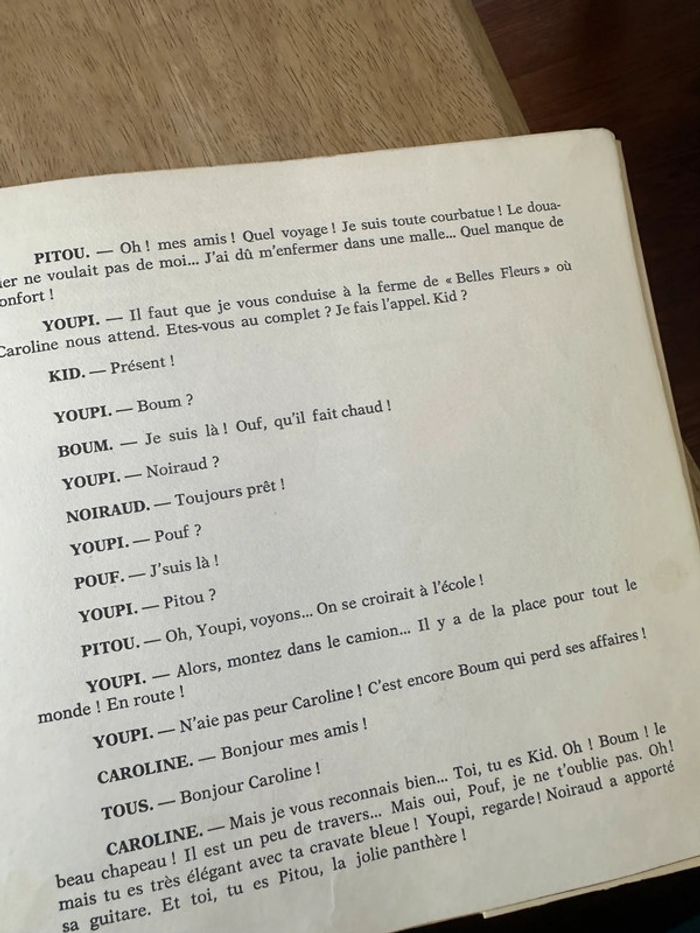 PITOU. — Oh ! mes amis ! Quel voyage ! Je suis toute courbatue ! Le doua-
ier ne voulait pas de moi... J'ai dû m'enfermer dans une malle... Quel manque de
onfort !
YOUPI. — Il faut que je vous conduise à la ferme de « Belles Fleurs » où
Caroline nous attend. Etes-vous au complet ? Je fais l'appel. Kid ?
KID. — Présent !
YOUPI. — Boum ?
BOUM. — Je suis là ! Ouf, qu'il fait chaud !
YOUPI. — Noiraud ?
NOIRAUD. — Toujours prêt !
YOUPI. — Pouf ?
POUF. — J'suis là !
YOUPI. — Pitou ?
PITOU. — Oh, Youpi, voyons... On se croirait à l'école !
YOUPI. — Alors, montez dans le camion... Il y a de la place pour tout le
monde ! En route !
YOUPI. — N'aie pas peur Caroline ! C'est encore Boum qui perd ses affaires !
CAROLINE. — Bonjour mes amis !
TOUS. — Bonjour Caroline !
CAROLINE. — Mais je vous reconnais bien... Toi, tu es Kid. Oh ! Boum ! le
beau chapeau ! Il est un peu de travers... Mais oui, Pouf, je ne t'oublie pas. Oh!
mais tu es très élégant avec ta cravate bleue ! Youpi, regarde ! Noiraud a apporté
sa guitare. Et toi, tu es Pitou, la jolie panthère !